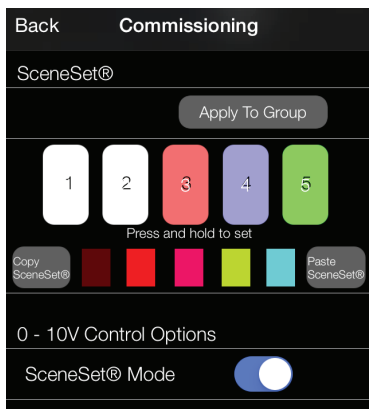 Back Commissioning
SceneSet®
Apply To Group
1 2 3 4 5
Press and hold to set
Copy SceneSet®
Paste SceneSet®
0 - 10V Control Options
SceneSet® Mode